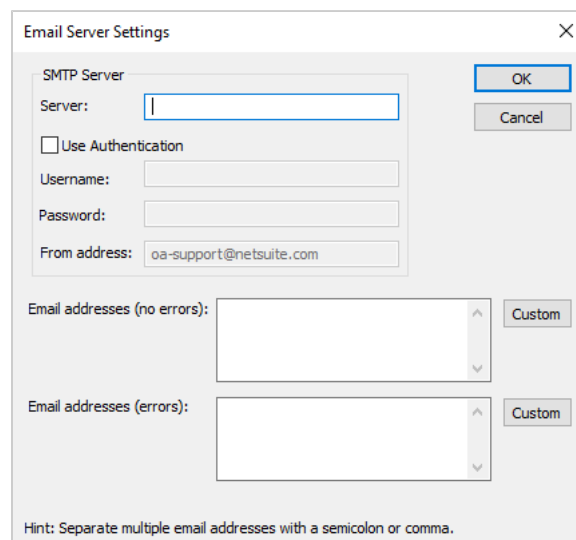 Email Server Settings
SMTP Server
OK
Server:
Cancel
Use Authentication
Username:
Password:
From address: oa-support@netsuite.com
Email addresses (no errors): Custom
Email addresses (errors): Custom
Hint: Separate multiple email addresses with a semicolon or comma.